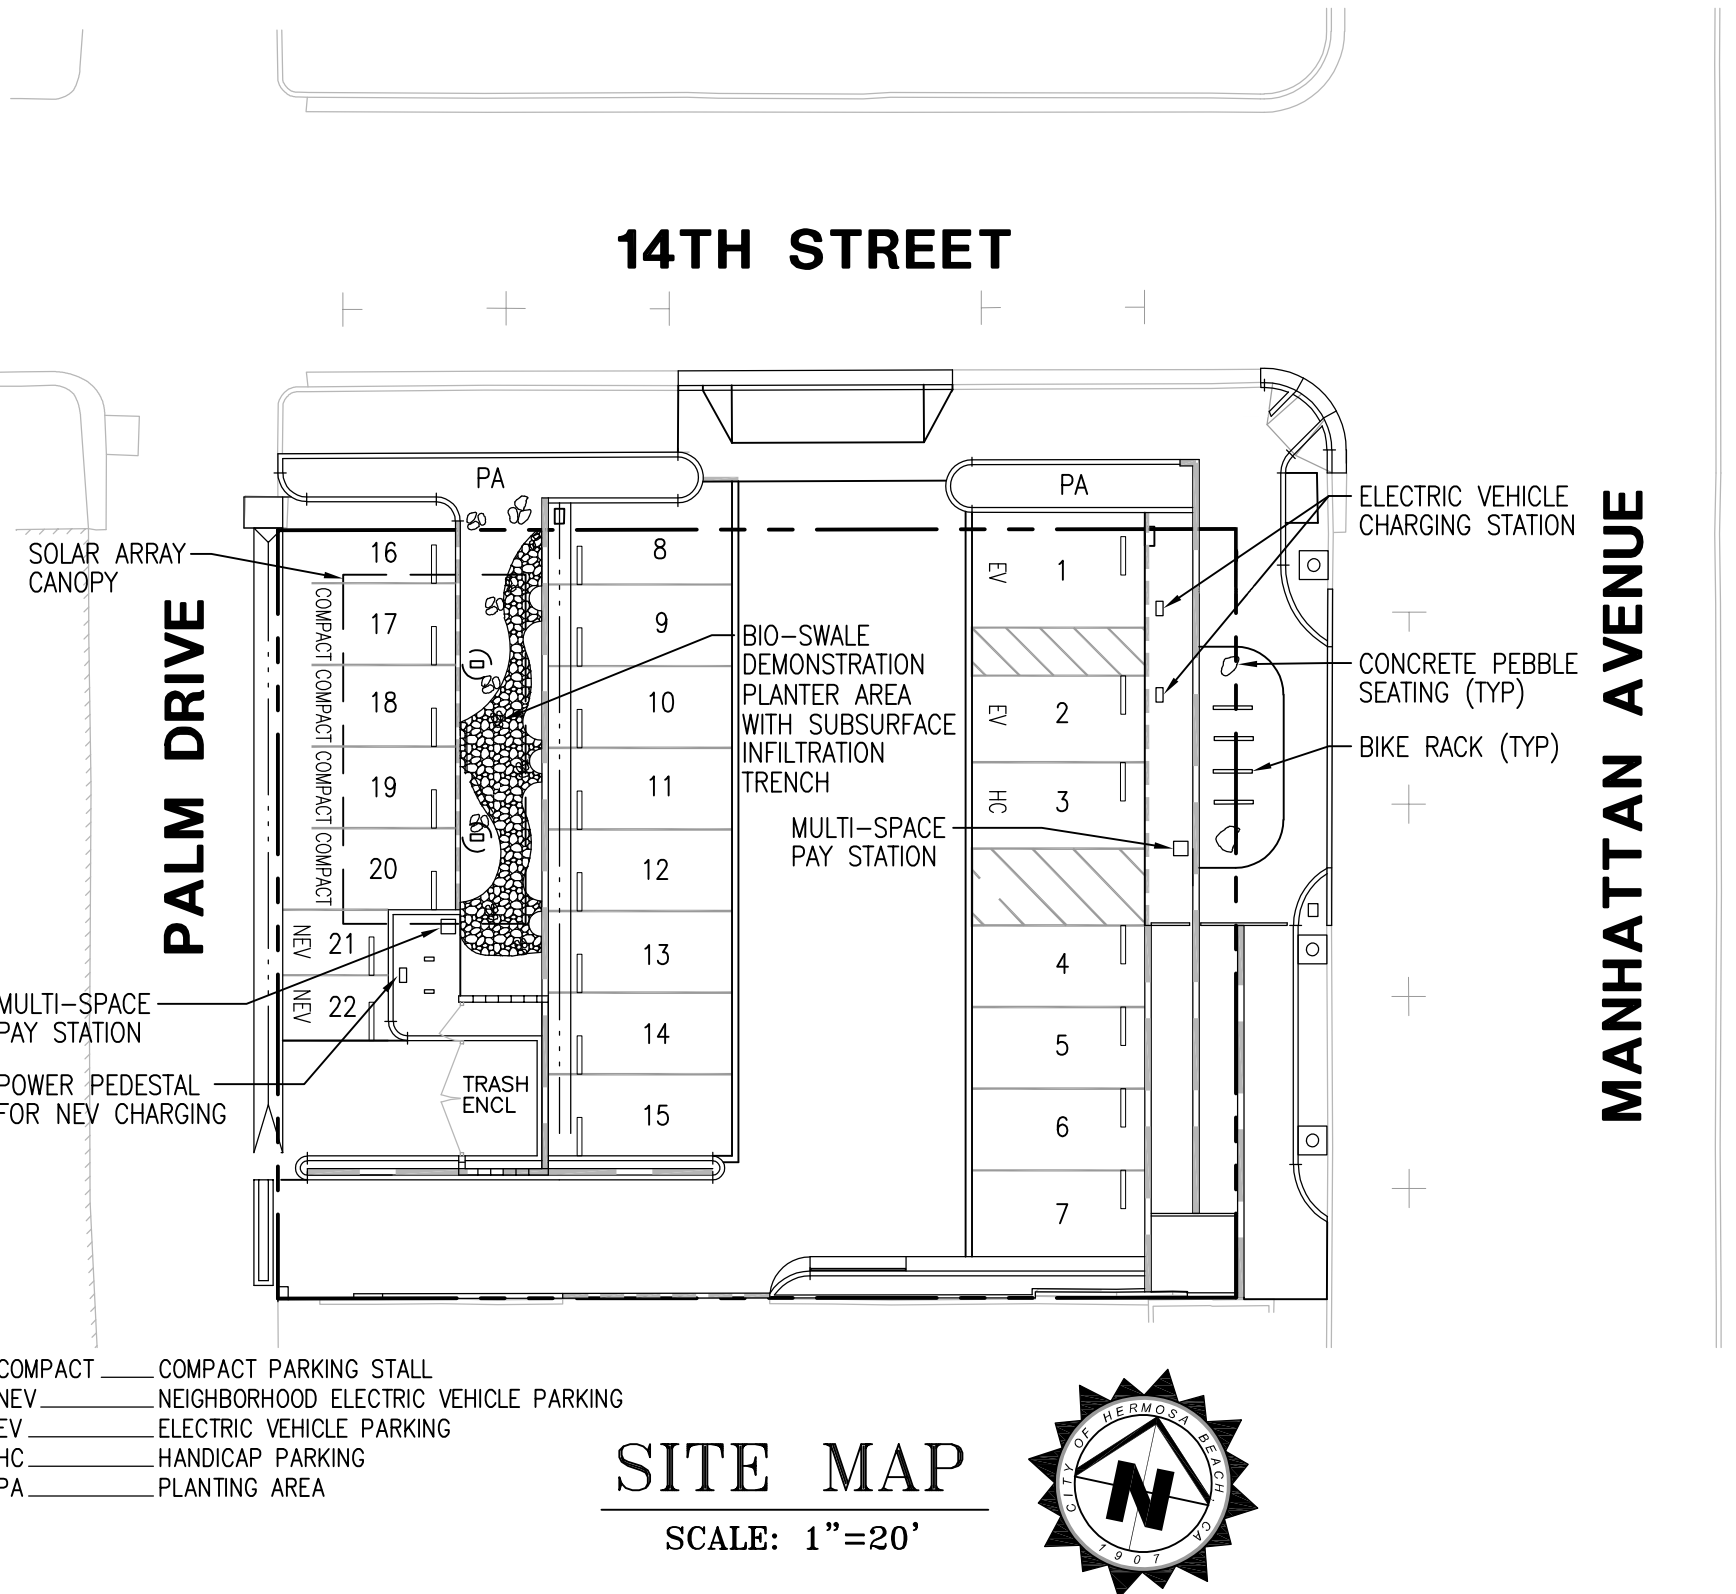 14TH STREET
PA
PA
ELECTRIC VEHICLE
CHARGING STATION
SOLAR ARRAY
CANOPY
PALM DRIVE
MANHATTAN AVENUE
16
COMPACT
17
COMPACT
18
COMPACT
19
COMPACT
20
NEV
21
NEV
22
8
9
10
11
12
13
14
15
BIO-SWALE
DEMONSTRATION
PLANTER AREA
WITH SUBSURFACE
INFILTRATION
TRENCH
EV
1
EV
2
HC
3
4
5
6
7
CONCRETE PEBBLE
SEATING (TYP)
BIKE RACK (TYP)
MULTI-SPACE
PAY STATION
MULTI-SPACE
PAY STATION
POWER PEDESTAL
FOR NEV CHARGING
TRASH
ENCL
COMPACT COMPACT PARKING STALL
NEV NEIGHBORHOOD ELECTRIC VEHICLE PARKING
EV ELECTRIC VEHICLE PARKING
HC HANDICAP PARKING
PA PLANTING AREA
SITE MAP
SCALE: 1"=20'
CITY OF HERMOSA BEACH, CA
N
1907